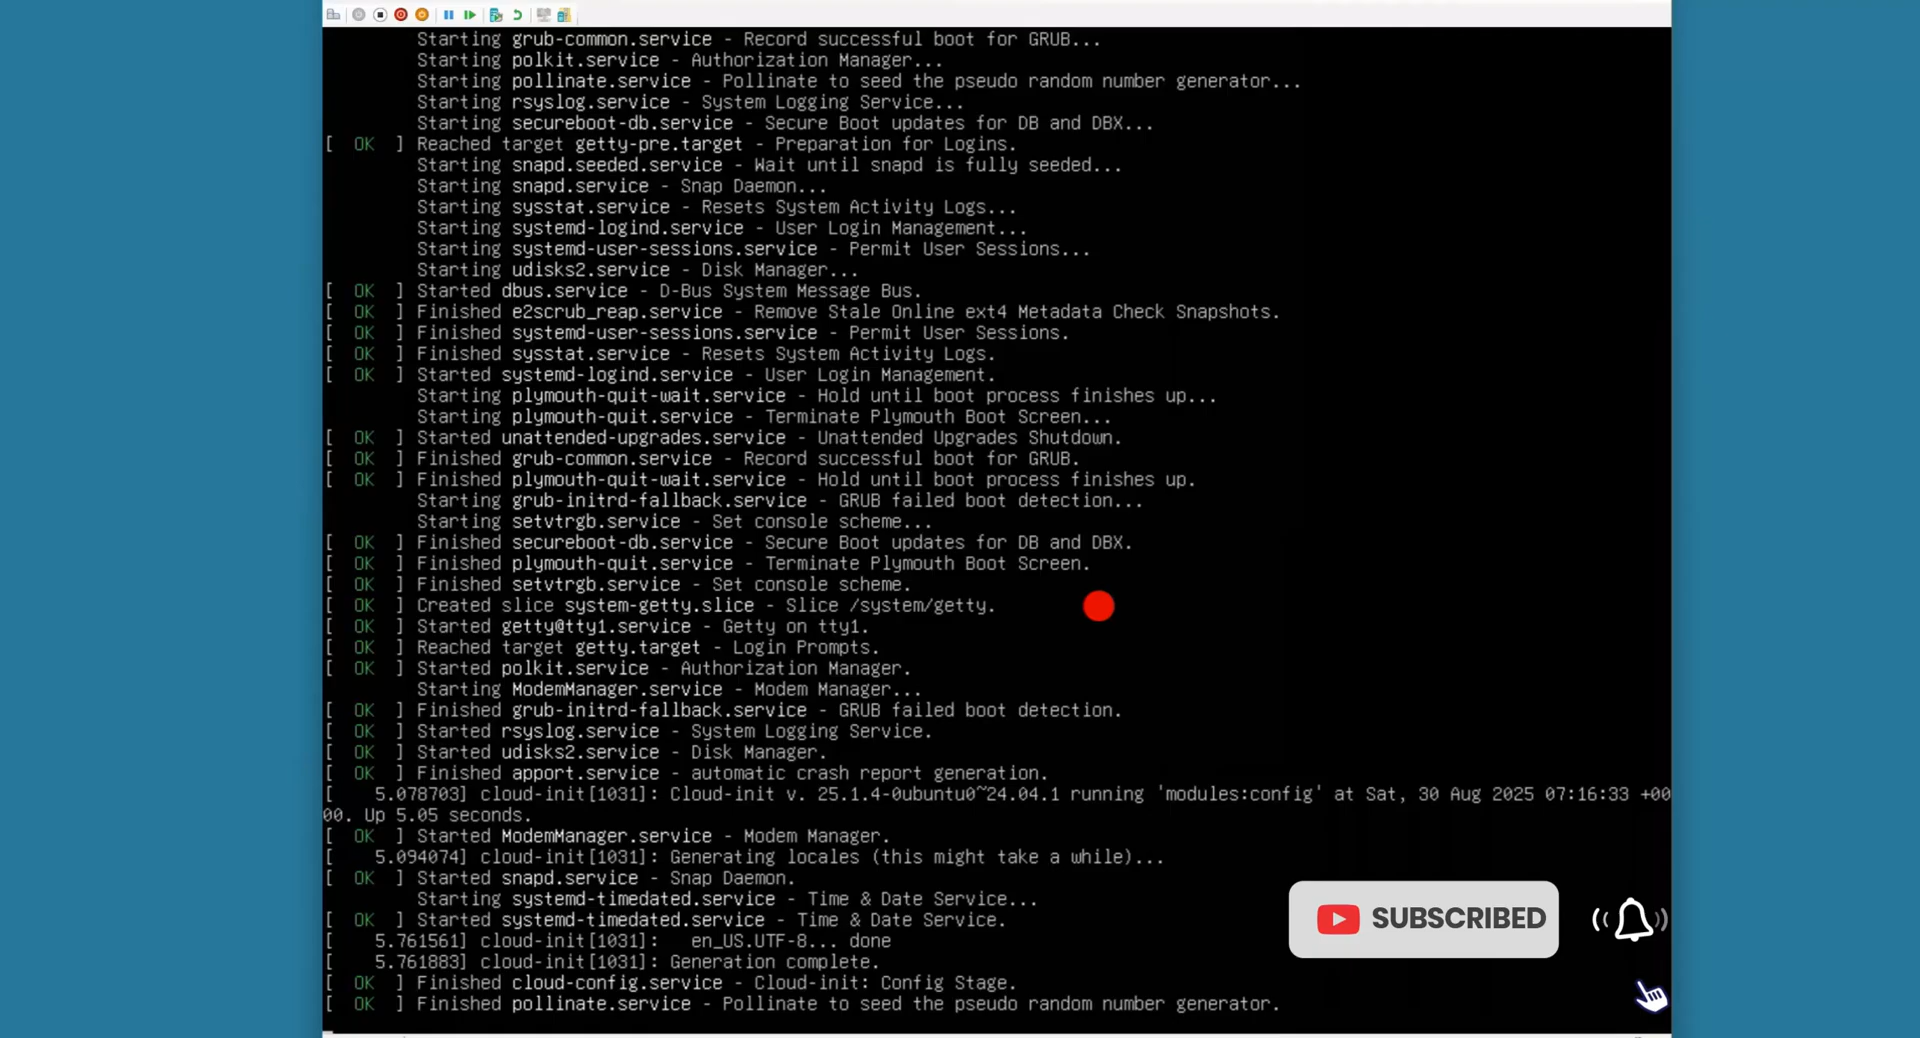 Starting grub-common.service - Record successful boot for GRUB...
Starting polkit.service - Authorization Manager...
Starting pollinate.service - Pollinate to seed the pseudo random number generator...
Starting rsyslog.service - System Logging Service...
Starting secureboot-db.service - Secure Boot updates for DB and DBX...
[  OK  ] Reached target getty-pre.target - Preparation for Logins.
Starting snapd.seeded.service - Wait until snapd is fully seeded...
Starting snapd.service - Snap Daemon...
Starting sysstat.service - Resets System Activity Logs...
Starting systemd-logind.service - User Login Management...
Starting systemd-user-sessions.service - Permit User Sessions...
Starting udisks2.service - Disk Manager...
[  OK  ] Started dbus.service - D-Bus System Message Bus.
[  OK  ] Finished e2scrub_reap.service - Remove Stale Online ext4 Metadata Check Snapshots.
[  OK  ] Finished systemd-user-sessions.service - Permit User Sessions.
[  OK  ] Finished sysstat.service - Resets System Activity Logs.
[  OK  ] Started systemd-logind.service - User Login Management.
Starting plymouth-quit-wait.service - Hold until boot process finishes up...
Starting plymouth-quit.service - Terminate Plymouth Boot Screen...
[  OK  ] Started unattended-upgrades.service - Unattended Upgrades Shutdown.
[  OK  ] Finished grub-common.service - Record successful boot for GRUB.
[  OK  ] Finished plymouth-quit-wait.service - Hold until boot process finishes up.
Starting grub-initrd-fallback.service - GRUB failed boot detection...
Starting setvtrgb.service - Set console scheme...
[  OK  ] Finished secureboot-db.service - Secure Boot updates for DB and DBX.
[  OK  ] Finished plymouth-quit.service - Terminate Plymouth Boot Screen.
[  OK  ] Finished setvtrgb.service - Set console scheme.
[  OK  ] Created slice system-getty.slice - Slice /system/getty.
[  OK  ] Started getty@tty1.service - Getty on tty1.
[  OK  ] Reached target getty.target - Login Prompts.
[  OK  ] Started polkit.service - Authorization Manager.
Starting ModemManager.service - Modem Manager...
[  OK  ] Finished grub-initrd-fallback.service - GRUB failed boot detection.
[  OK  ] Started rsyslog.service - System Logging Service.
[  OK  ] Started udisks2.service - Disk Manager.
[  OK  ] Finished apport.service - automatic crash report generation.
[    5.078703] cloud-init[1031]: Cloud-init v. 25.1.4-0ubuntu0~24.04.1 running 'modules:config' at Sat, 30 Aug 2025 07:16:33 +00
00. Up 5.05 seconds.
[  OK  ] Started ModemManager.service - Modem Manager.
[    5.094074] cloud-init[1031]: Generating locales (this might take a while)...
[  OK  ] Started snapd.service - Snap Daemon.
Starting systemd-timedated.service - Time & Date Service...
[  OK  ] Started systemd-timedated.service - Time & Date Service.
[    5.761561] cloud-init[1031]:   en_US.UTF-8... done
[    5.761883] cloud-init[1031]: Generation complete.
[  OK  ] Finished cloud-config.service - Cloud-init: Config Stage.
[  OK  ] Finished pollinate.service - Pollinate to seed the pseudo random number generator.
SUBSCRIBED